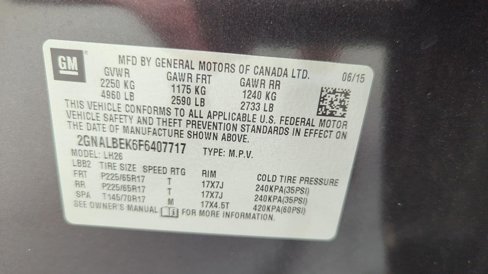 GM
MFD BY GENERAL MOTORS OF CANADA LTD.
06/15
GVWR GAWR FRT GAWR RR
2250 KG 1175 KG 1240 KG
4960 LB 2590 LB 2733 LB
THIS VEHICLE CONFORMS TO ALL APPLICABLE U.S. FEDERAL MOTOR
VEHICLE SAFETY AND THEFT PREVENTION STANDARDS IN EFFECT ON
THE DATE OF MANUFACTURE SHOWN ABOVE.
2GNALBEK6F6407717 TYPE: M.P.V.
MODEL: LH26
LBB2 TIRE SIZE SPEED RTG RIM COLD TIRE PRESSURE
FRT P225/65R17 T 17X7J 240KPA(35PSI)
RR P225/65R17 T 17X7J 240KPA(35PSI)
SPA T145/70R17 M 17X4.5T 420KPA(60PSI)
SEE OWNER'S MANUAL FOR MORE INFORMATION.